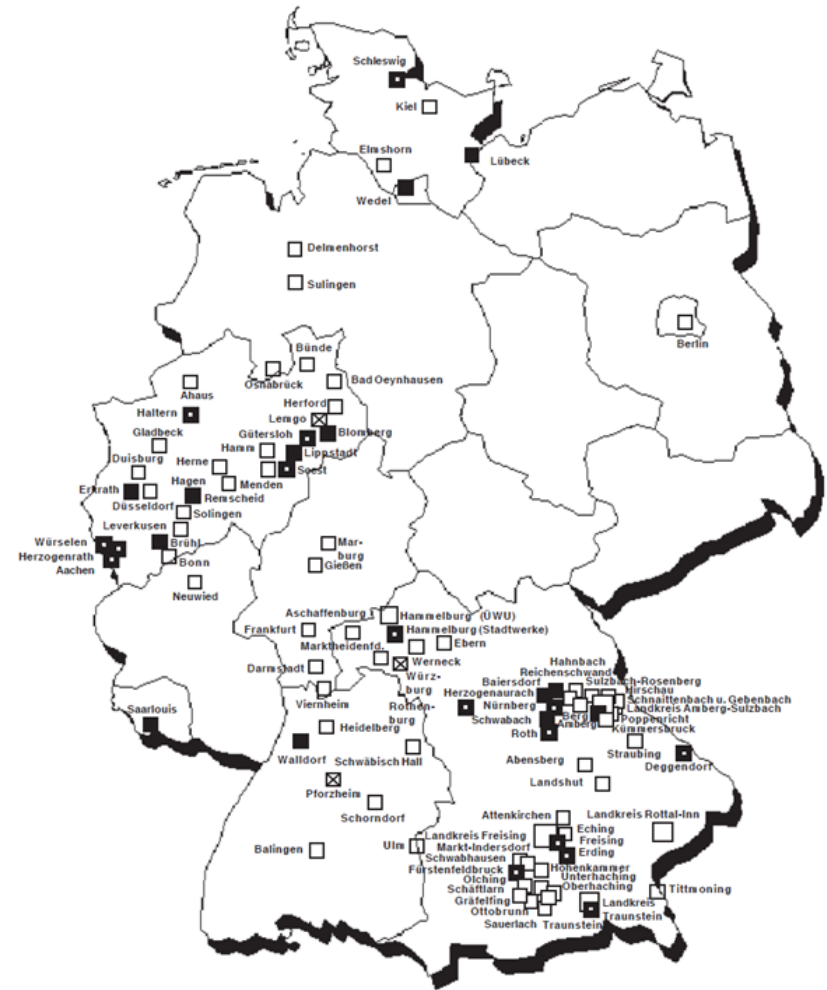 Schleswig
Kiel
Elmshorn
Lübeck
Wedel
Delmenhorst
Sulingen
Berlin
Bünde
Osnabrück
Bad Oeynhausen
Ahaus
Herford
Haltern
Lemgo
Blomberg
Gladbeck
Gütersloh
Hamm
Lippstadt
Duisburg
Herne
Soest
Erkrath
Hagen
Menden
Düsseldorf
Remscheid
Solingen
Leverkusen
Würselen
Brühl
Herzogenrath
Bonn
Aachen
Neuwied
Mar-
burg
Gießen
Aschaffenburg
Hammelburg (ÜWU)
Frankfurt
Hammelburg (Stadtwerke)
Marktheidenfd.
Ebern
Werneck
Darmstadt
Würz-
burg
Viernheim
Rothen-
burg
Saarlouis
Heidelberg
Walldorf
Schwäbisch Hall
Pforzheim
Schorndorf
Balingen
Ulm
Hahnbach
Reichenschwand
Baiersdorf
Sulzbach-Rosenberg
Herzogenaurach
Hirschau
Schnaittenbach u. Gebenbach
Nürnberg
Landkreis Amberg-Sulzbach
Schwabach
Berg
Poppenricht
Amberg
Kümmersbruck
Roth
Straubing
Abensberg
Deggendorf
Landshut
Attenkirchen
Landkreis Rottal-Inn
Landkreis Freising
Eching
Markt-Indersdorf
Freising
Schwabhausen
Erding
Fürstenfeldbruck
Hohenkammer
Olching
Unterhaching
Schäftlarn
Oberhaching
Tittmoning
Gräfelfing
Ottobrunn
Landkreis
Traunstein
Sauerlach
Traunstein